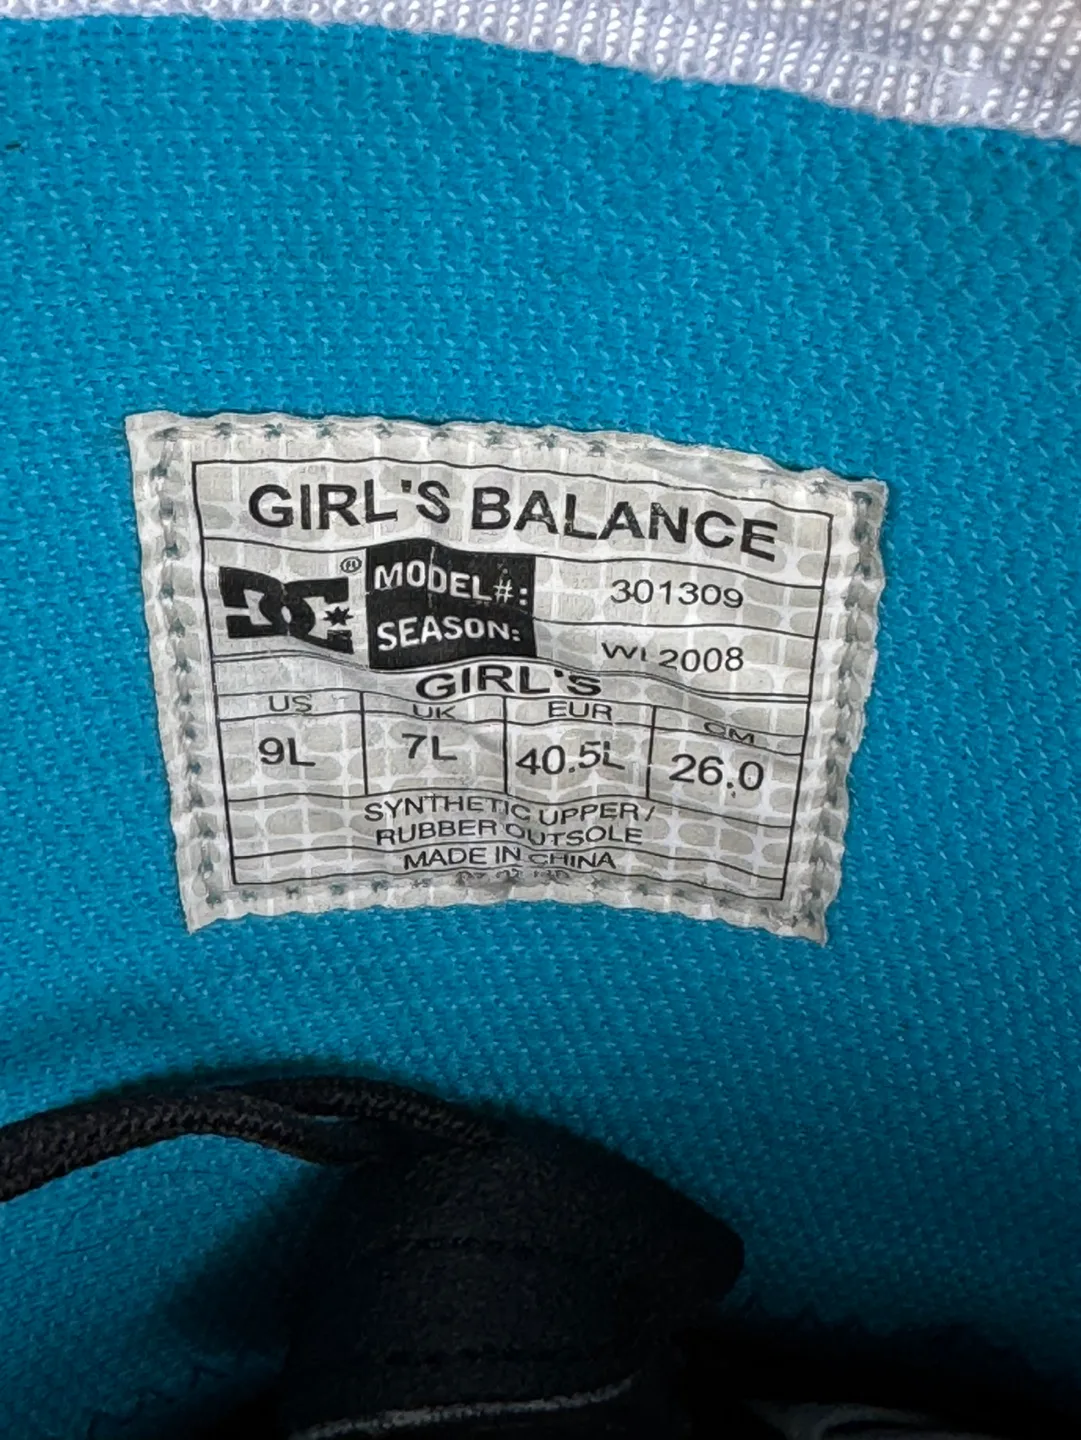 GIRL'S BALANCE
DC ®
MODEL#: 301309
SEASON: WI 2008
GIRL'S
US UK EUR CM
9L 7L 40.5L 26.0
SYNTHETIC UPPER/
RUBBER OUTSOLE
MADE IN CHINA